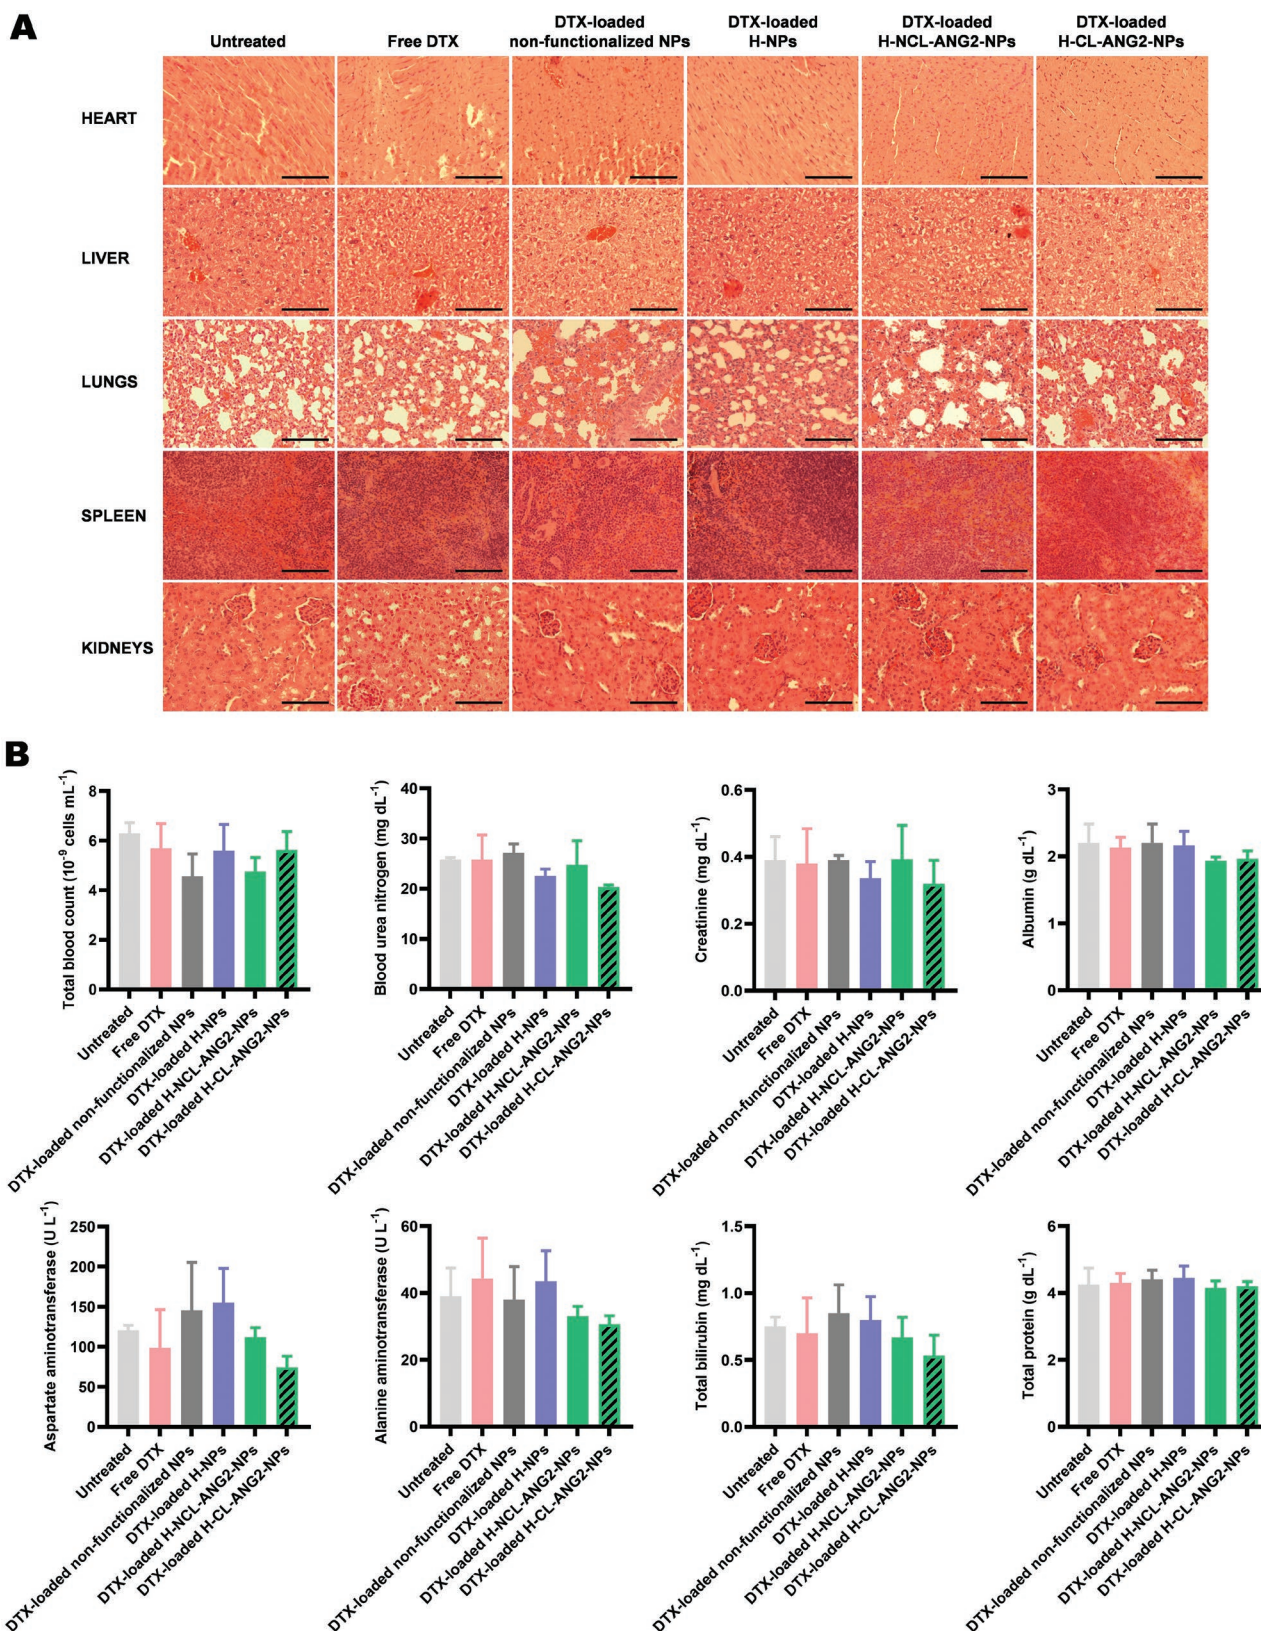 A
Untreated
Free DTX
DTX-loaded
non-functionalized NPs
DTX-loaded
H-NPs
DTX-loaded
H-NCL-ANG2-NPs
DTX-loaded
H-CL-ANG2-NPs
HEART
LIVER
LUNGS
SPLEEN
KIDNEYS
B
Total blood count (10⁻⁹ cells mL⁻¹)
8
6
4
2
0
Untreated
Free DTX
DTX-loaded non-functionalized NPs
DTX-loaded H-NPs
DTX-loaded H-NCL-ANG2-NPs
DTX-loaded H-CL-ANG2-NPs
Blood urea nitrogen (mg dL⁻¹)
40
30
20
10
0
Untreated
Free DTX
DTX-loaded non-functionalized NPs
DTX-loaded H-NPs
DTX-loaded H-NCL-ANG2-NPs
DTX-loaded H-CL-ANG2-NPs
Creatinine (mg dL⁻¹)
0.6
0.4
0.2
0.0
Untreated
Free DTX
DTX-loaded non-functionalized NPs
DTX-loaded H-NPs
DTX-loaded H-NCL-ANG2-NPs
DTX-loaded H-CL-ANG2-NPs
Albumin (g dL⁻¹)
3
2
1
0
Untreated
Free DTX
DTX-loaded non-functionalized NPs
DTX-loaded H-NPs
DTX-loaded H-NCL-ANG2-NPs
DTX-loaded H-CL-ANG2-NPs
Aspartate aminotransferase (U L⁻¹)
250
200
150
100
50
0
Untreated
Free DTX
DTX-loaded non-functionalized NPs
DTX-loaded H-NPs
DTX-loaded H-NCL-ANG2-NPs
DTX-loaded H-CL-ANG2-NPs
Alanine aminotransferase (U L⁻¹)
60
40
20
0
Untreated
Free DTX
DTX-loaded non-functionalized NPs
DTX-loaded H-NPs
DTX-loaded H-NCL-ANG2-NPs
DTX-loaded H-CL-ANG2-NPs
Total bilirubin (mg dL⁻¹)
1.5
1.0
0.5
0.0
Untreated
Free DTX
DTX-loaded non-functionalized NPs
DTX-loaded H-NPs
DTX-loaded H-NCL-ANG2-NPs
DTX-loaded H-CL-ANG2-NPs
Total protein (g dL⁻¹)
6
4
2
0
Untreated
Free DTX
DTX-loaded non-functionalized NPs
DTX-loaded H-NPs
DTX-loaded H-NCL-ANG2-NPs
DTX-loaded H-CL-ANG2-NPs